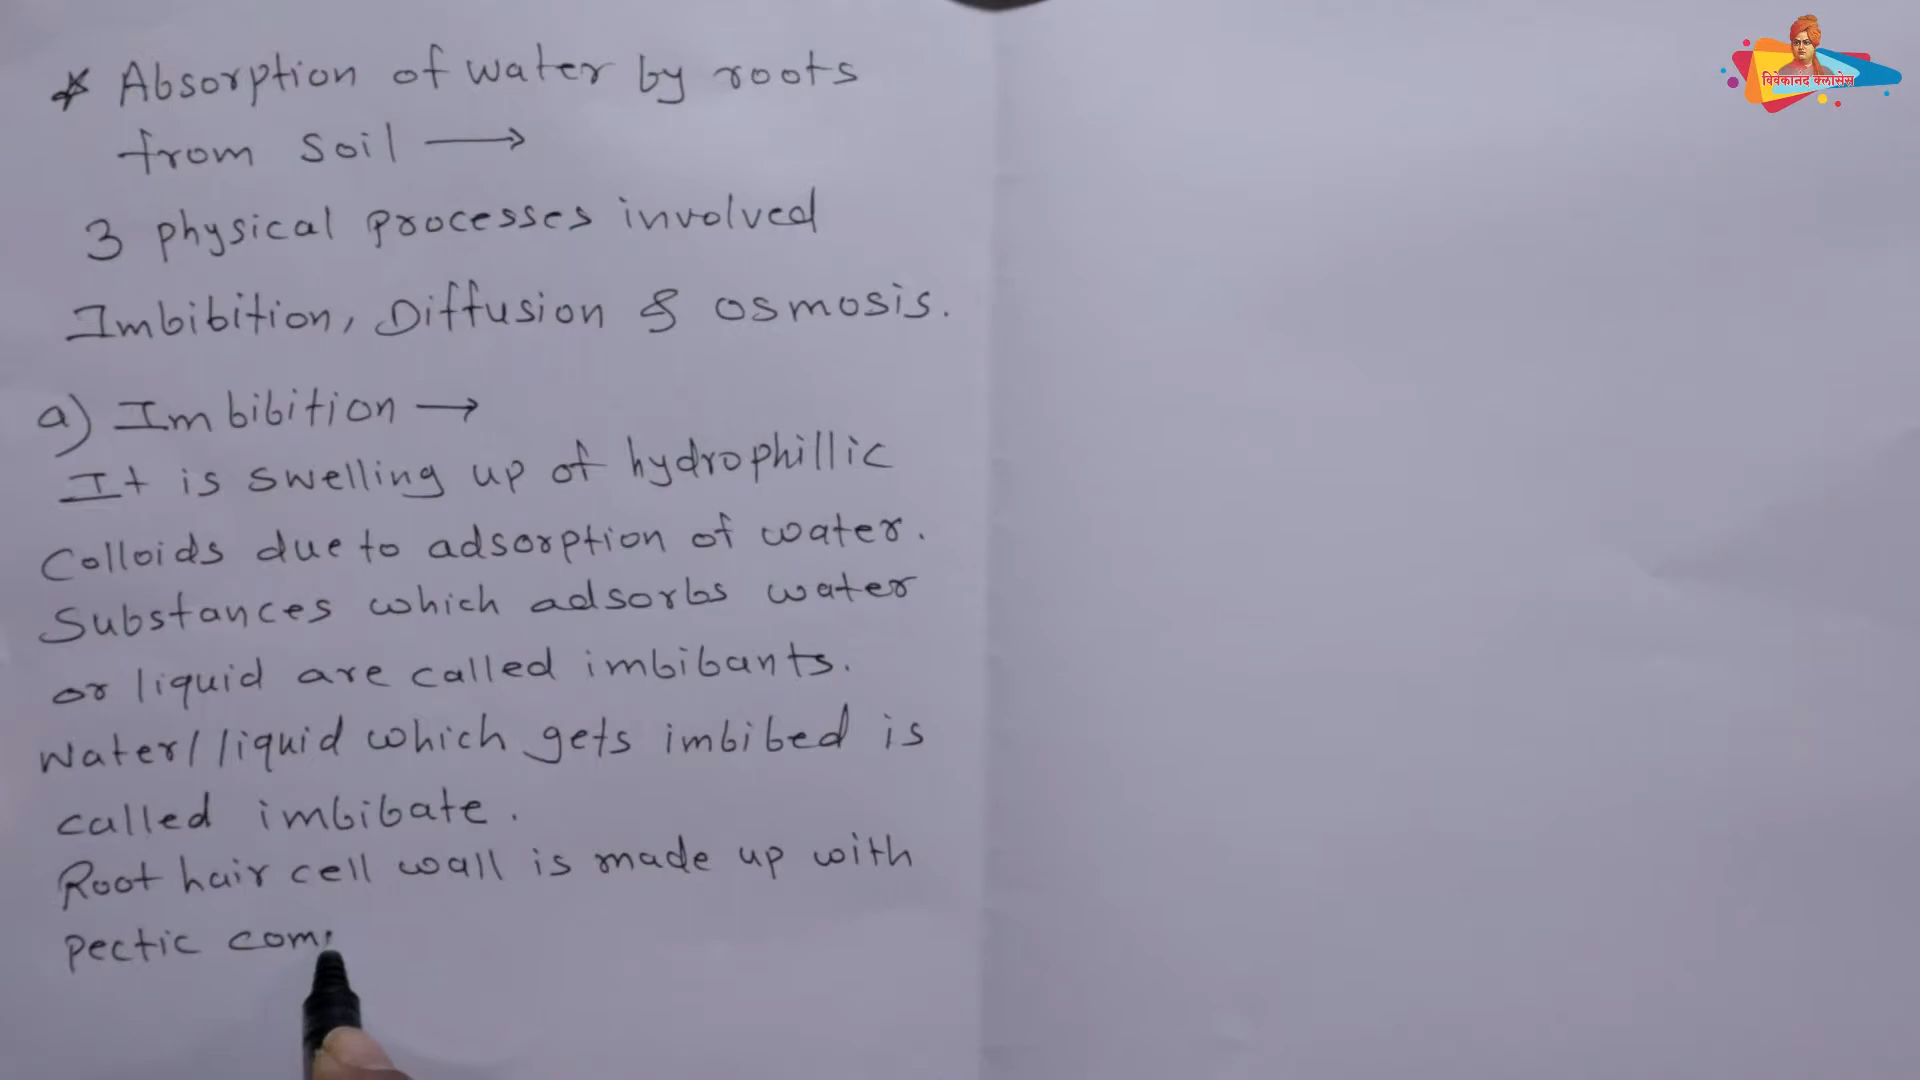 * Absorption of water by roots
from soil →
3 physical processes involved
Imbibition, Diffusion & osmosis.
a) Imbibition →
It is swelling up of hydrophillic
Colloids due to adsorption of water.
Substances which adsorbs water
or liquid are called imbibants.
Water/liquid which gets imbibed is
called imbibate.
Root hair cell wall is made up with
pectic com
विवेकानंद क्लासेस